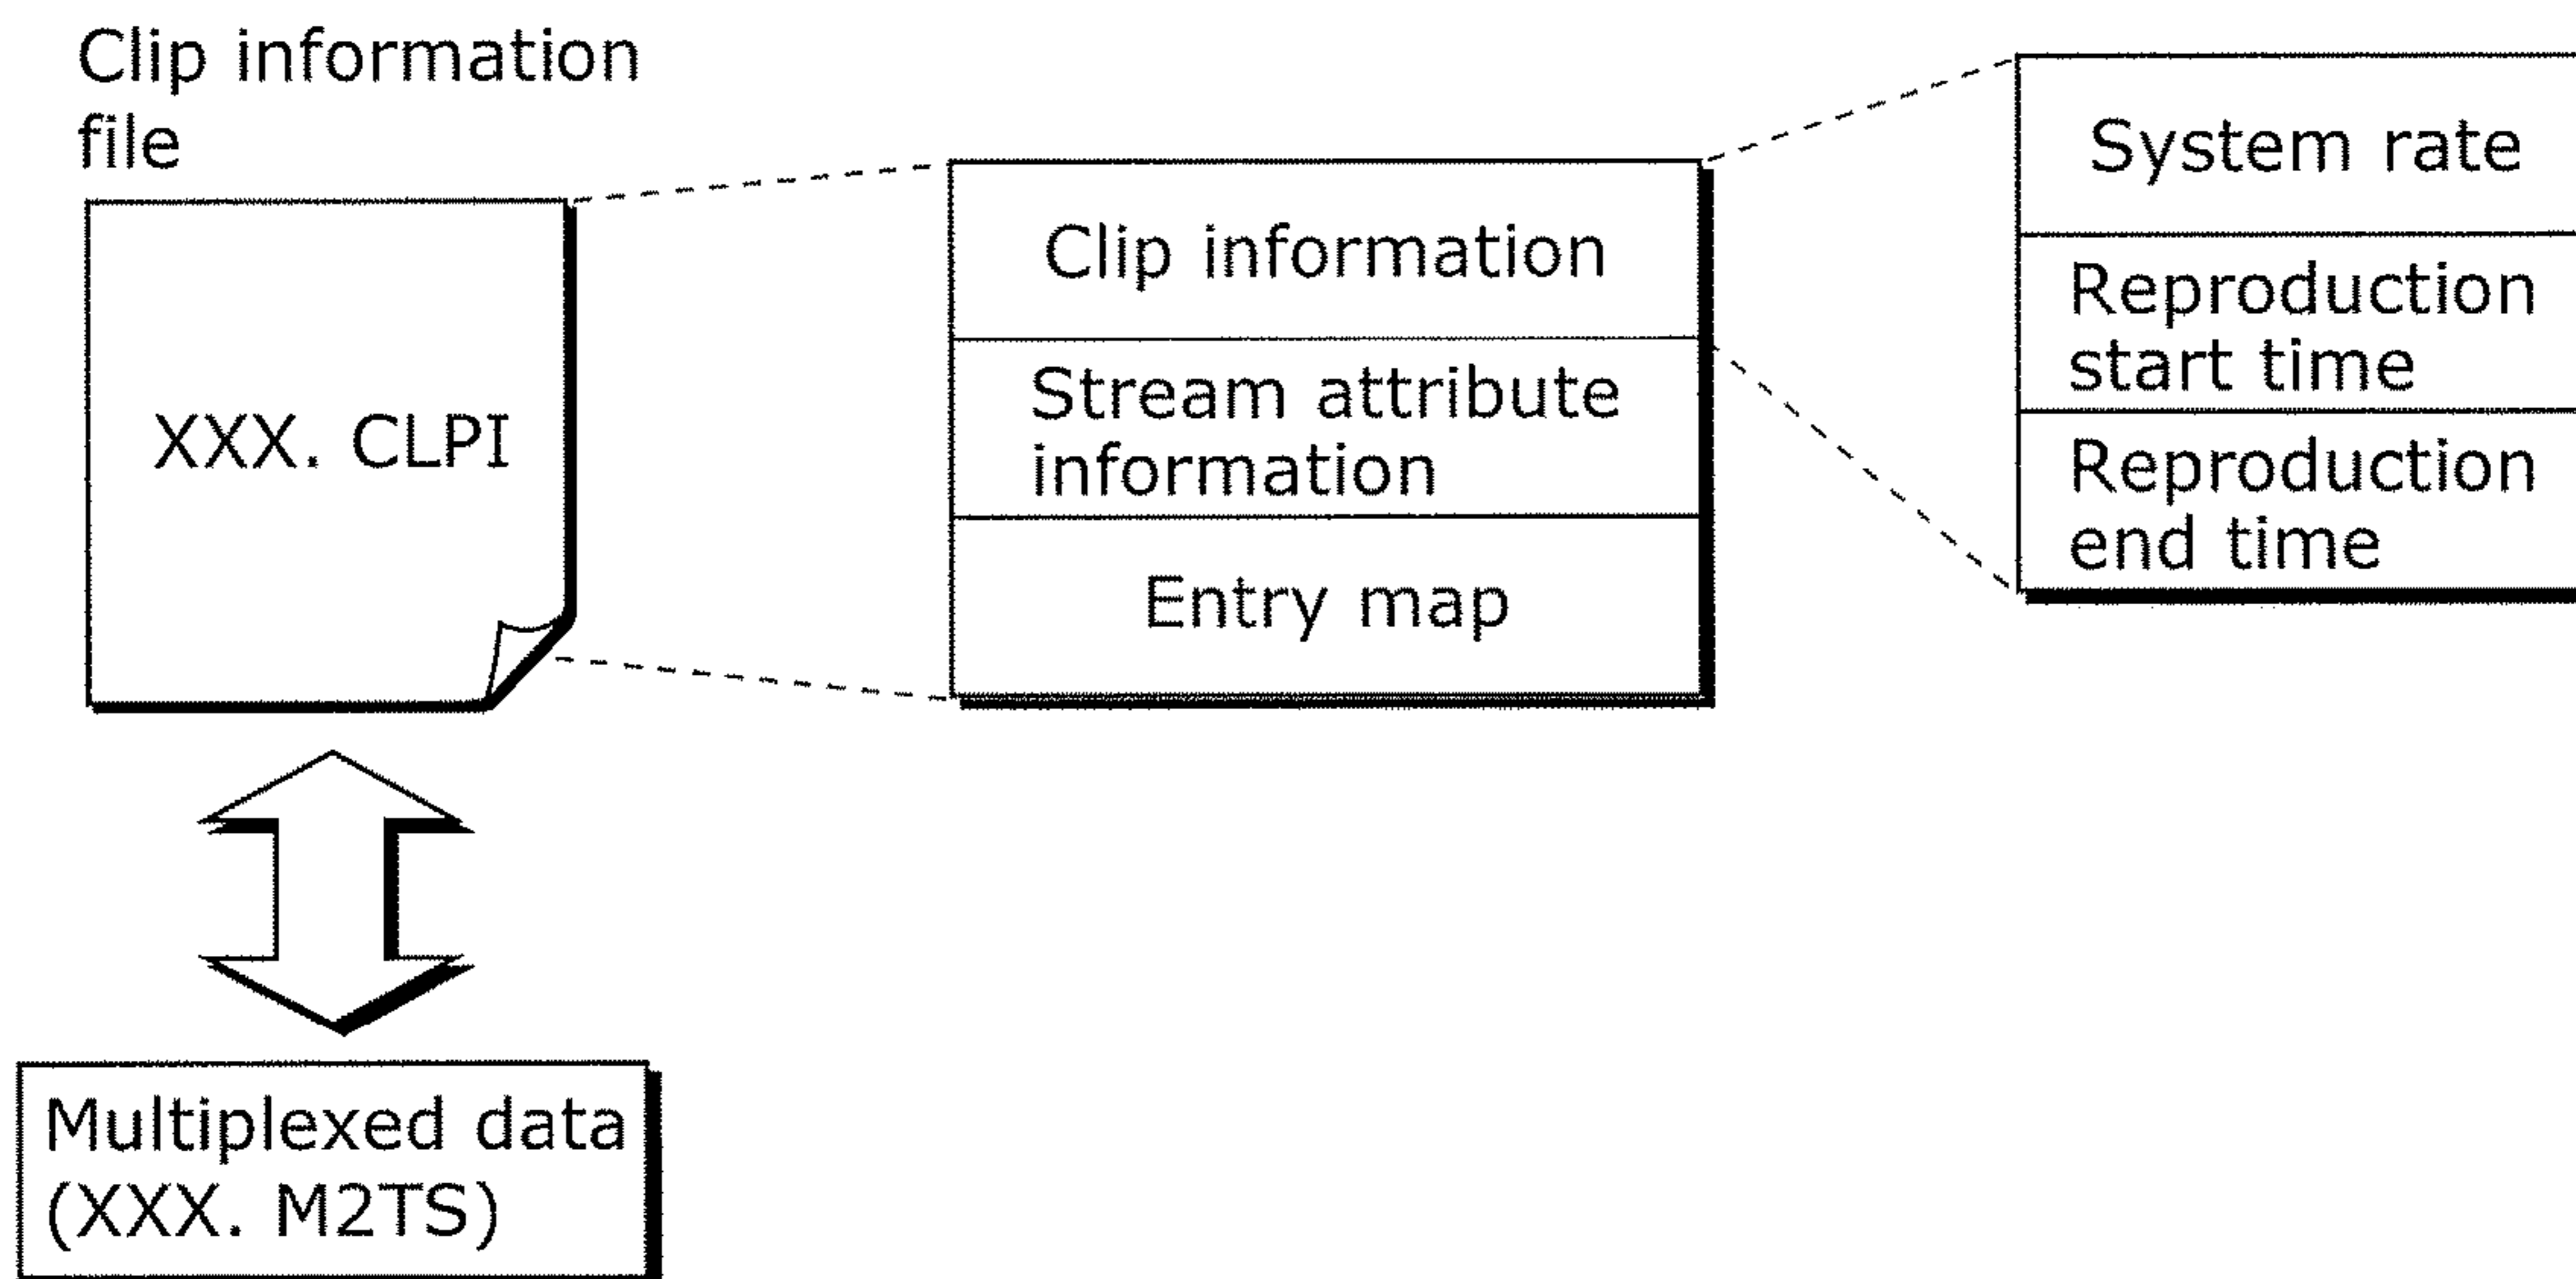 Clip information
file
XXX. CLPI
Clip information
Stream attribute
information
Entry map
System rate
Reproduction
start time
Reproduction
end time
Multiplexed data
(XXX. M2TS)